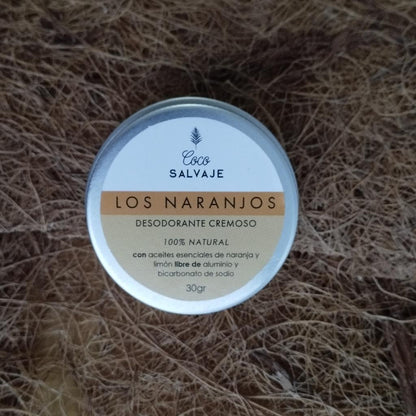 Coco
SALVAJE
LOS NARANJOS
DESODORANTE CREMOSO
100% NATURAL
con aceites esenciales de naranja y
limón libre de aluminio y
bicarbonato de sodio
30gr